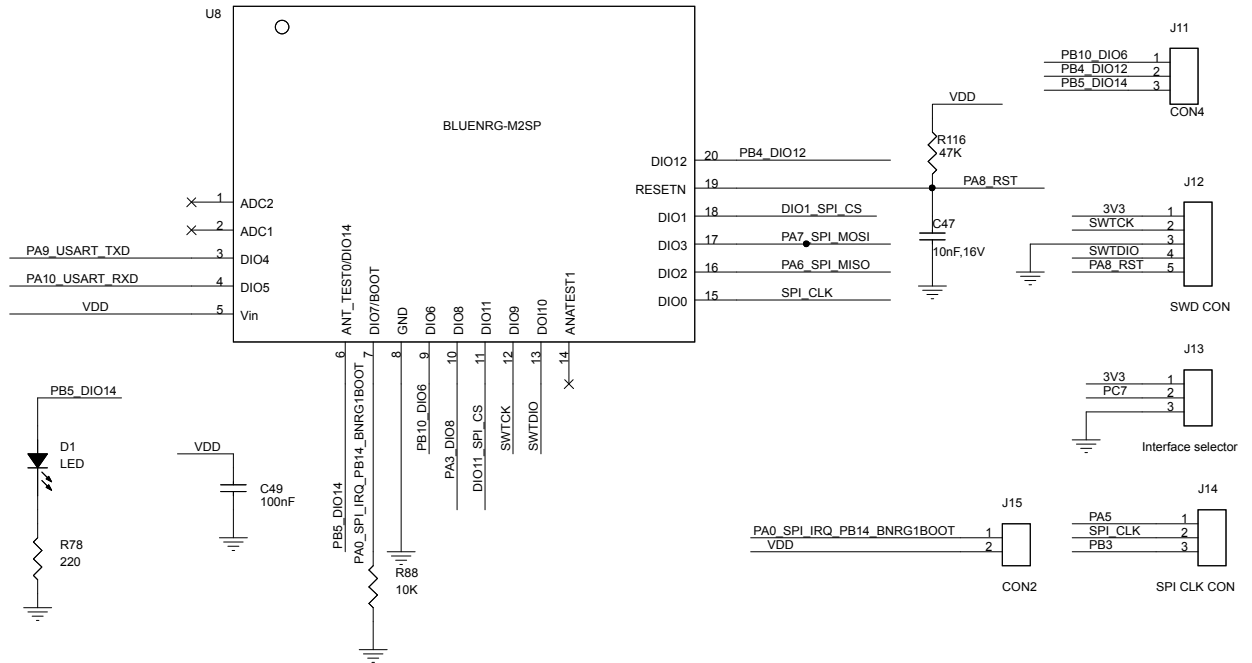 U8
BLUENRG-M2SP
1 ADC2
2 ADC1
PA9_USART_TXD 3 DIO4
PA10_USART_RXD 4 DIO5
VDD 5 Vin
ANT_TEST0/DIO14 6 PB5_DIO14
DIO7/BOOT 7 PA0_SPI_IRQ_PB14_BNRG1BOOT
GND 8
DIO6 9 PB10_DIO6
DIO8 10 PA3_DIO8
DIO11 11 DIO11_SPI_CS
DIO9 12 SWTCK
DOI10 13 SWTDIO
ANATEST1 14
DIO12 20 PB4_DIO12
RESETN 19 PA8_RST
DIO1 18 DIO1_SPI_CS
DIO3 17 PA7_SPI_MOSI
DIO2 16 PA6_SPI_MISO
DIO0 15 SPI_CLK
VDD
R116
47K
C47
10nF,16V
PB5_DIO14
D1
LED
R78
220
VDD
C49
100nF
R88
10K
J11
PB10_DIO6 1
PB4_DIO12 2
PB5_DIO14 3
CON4
J12
3V3 1
SWTCK 2
3
SWTDIO 4
PA8_RST 5
SWD CON
J13
3V3 1
PC7 2
3
Interface selector
J15
PA0_SPI_IRQ_PB14_BNRG1BOOT 1
VDD 2
CON2
J14
PA5 1
SPI_CLK 2
PB3 3
SPI CLK CON